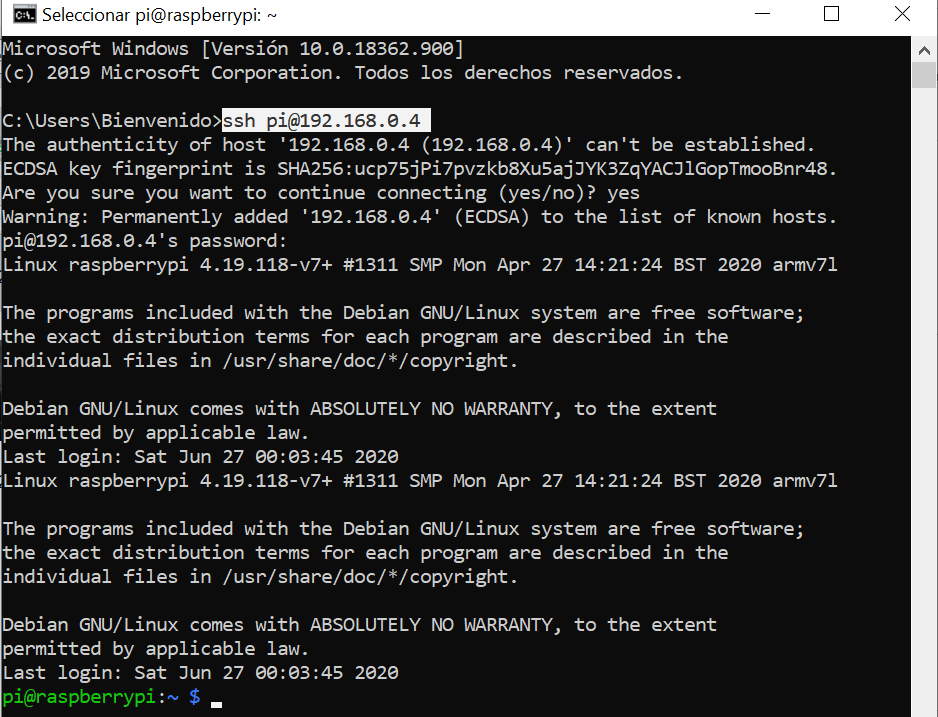 Seleccionar pi@raspberrypi: ~
Microsoft Windows [Versión 10.0.18362.900]
(c) 2019 Microsoft Corporation. Todos los derechos reservados.
C:\Users\Bienvenido>ssh pi@192.168.0.4
The authenticity of host '192.168.0.4 (192.168.0.4)' can't be established.
ECDSA key fingerprint is SHA256:ucp75jPi7pvzkb8Xu5ajJYK3ZqYACJlGopTmooBnr48.
Are you sure you want to continue connecting (yes/no)? yes
Warning: Permanently added '192.168.0.4' (ECDSA) to the list of known hosts.
pi@192.168.0.4's password:
Linux raspberrypi 4.19.118-v7+ #1311 SMP Mon Apr 27 14:21:24 BST 2020 armv7l
The programs included with the Debian GNU/Linux system are free software;
the exact distribution terms for each program are described in the
individual files in /usr/share/doc/*/copyright.
Debian GNU/Linux comes with ABSOLUTELY NO WARRANTY, to the extent
permitted by applicable law.
Last login: Sat Jun 27 00:03:45 2020
Linux raspberrypi 4.19.118-v7+ #1311 SMP Mon Apr 27 14:21:24 BST 2020 armv7l
The programs included with the Debian GNU/Linux system are free software;
the exact distribution terms for each program are described in the
individual files in /usr/share/doc/*/copyright.
Debian GNU/Linux comes with ABSOLUTELY NO WARRANTY, to the extent
permitted by applicable law.
Last login: Sat Jun 27 00:03:45 2020
pi@raspberrypi:~ $